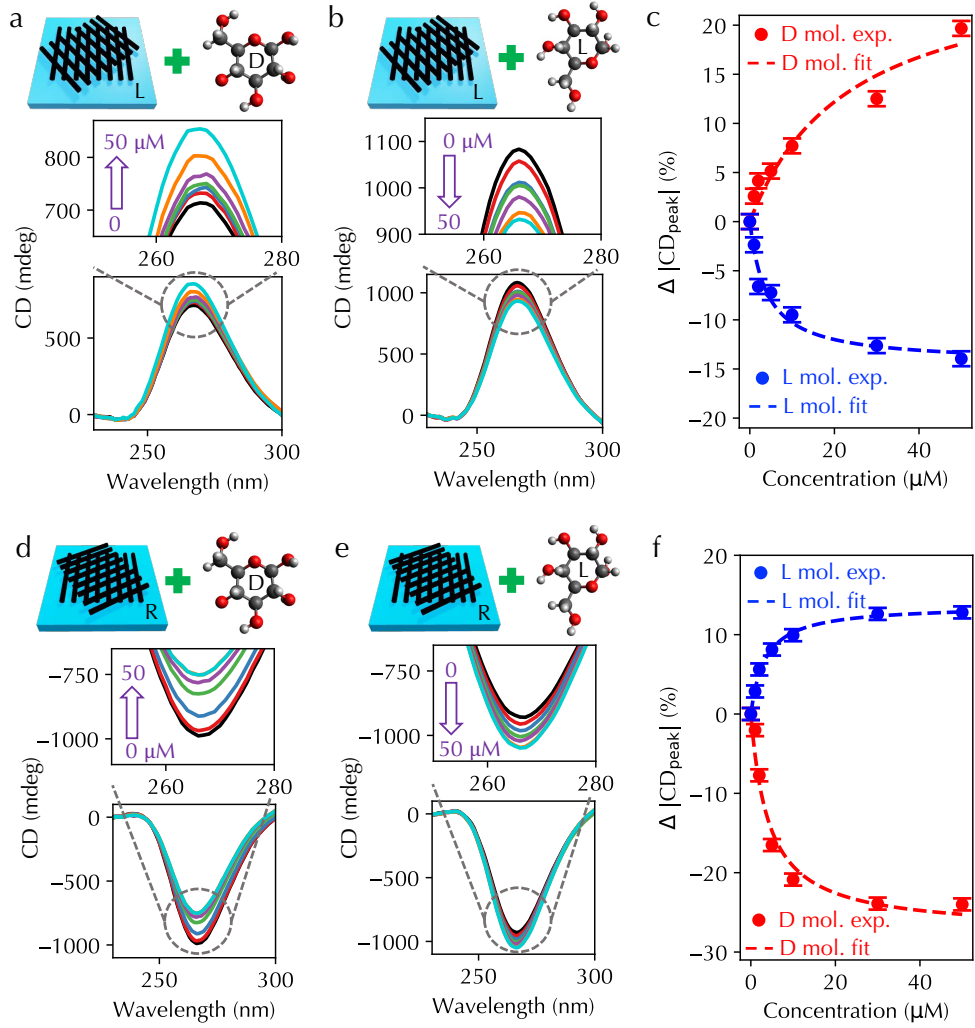 a
L
D
50 μM
0
800
700
260
280
CD (mdeg)
500
0
250
300
Wavelength (nm)
b
L
L
0 μM
50
1100
1000
900
260
280
CD (mdeg)
1000
500
0
250
300
Wavelength (nm)
c
D mol. exp.
D mol. fit
L mol. exp.
L mol. fit
20
15
10
5
0
−5
−10
−15
−20
Δ |CDpeak| (%)
0
20
40
Concentration (μM)
d
R
D
50
0 μM
−750
−1000
260
280
CD (mdeg)
0
−500
−1000
250
300
Wavelength (nm)
e
R
L
0
50 μM
−750
−1000
260
280
CD (mdeg)
0
−500
−1000
250
300
Wavelength (nm)
f
L mol. exp.
L mol. fit
D mol. exp.
D mol. fit
20
10
0
−10
−20
−30
Δ |CDpeak| (%)
0
20
40
Concentration (μM)